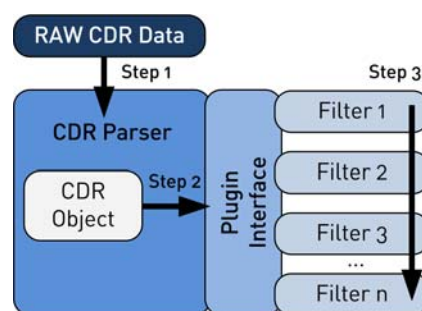 RAW CDR Data
Step 1
Step 3
CDR Parser
CDR
Object
Step 2
Plugin
Interface
Filter 1
Filter 2
Filter 3
...
Filter n